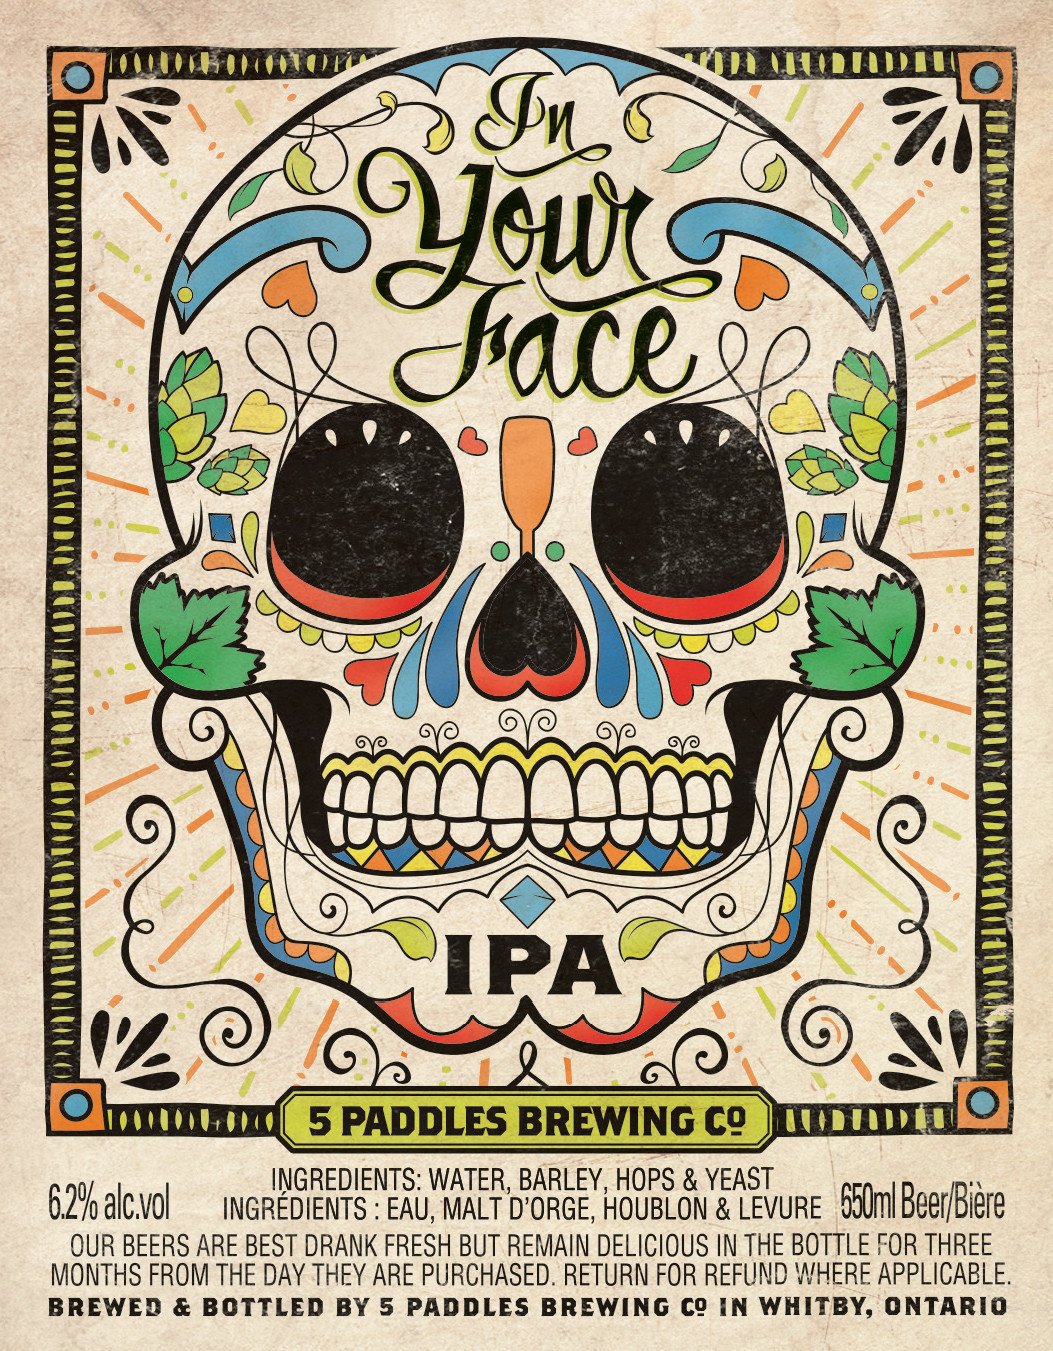 In
Your
Face
IPA
5 PADDLES BREWING Cº
INGREDIENTS: WATER, BARLEY, HOPS & YEAST
6.2% alc.vol
INGRÉDIENTS : EAU, MALT D'ORGE, HOUBLON & LEVURE
650ml Beer/Bière
OUR BEERS ARE BEST DRANK FRESH BUT REMAIN DELICIOUS IN THE BOTTLE FOR THREE
MONTHS FROM THE DAY THEY ARE PURCHASED. RETURN FOR REFUND WHERE APPLICABLE.
BREWED & BOTTLED BY 5 PADDLES BREWING Cº IN WHITBY, ONTARIO